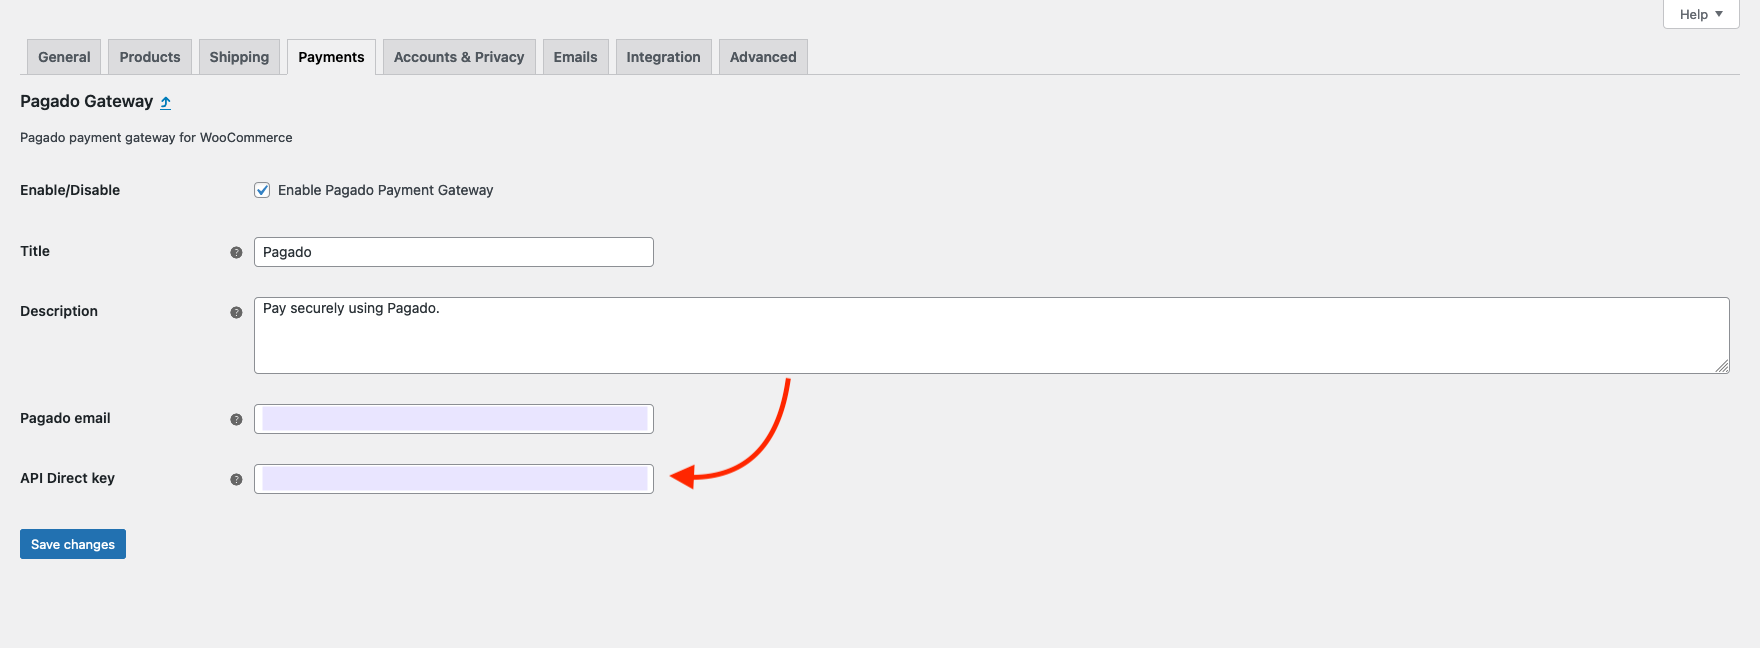 Help
General Products Shipping Payments Accounts & Privacy Emails Integration Advanced
Pagado Gateway
Pagado payment gateway for WooCommerce
Enable/Disable Enable Pagado Payment Gateway
Title ? Pagado
Description ? Pay securely using Pagado.
Pagado email ?
API Direct key ?
Save changes